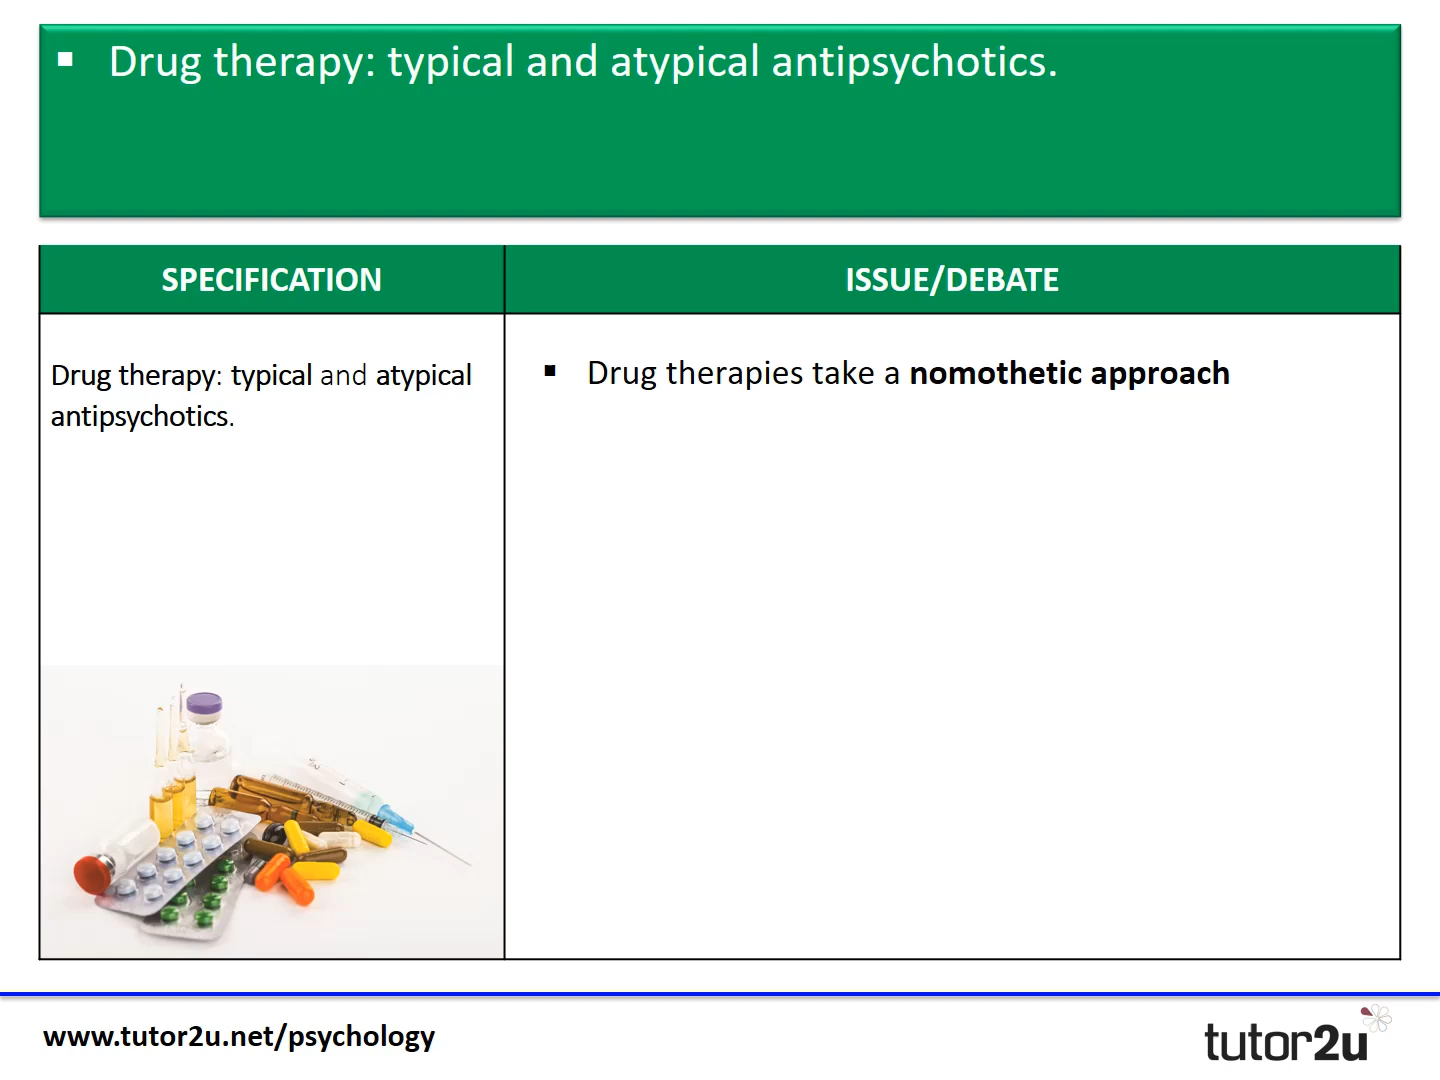 ▪ Drug therapy: typical and atypical antipsychotics.
SPECIFICATION
ISSUE/DEBATE
Drug therapy: typical and atypical
antipsychotics.
▪ Drug therapies take a nomothetic approach
www.tutor2u.net/psychology
tutor2u